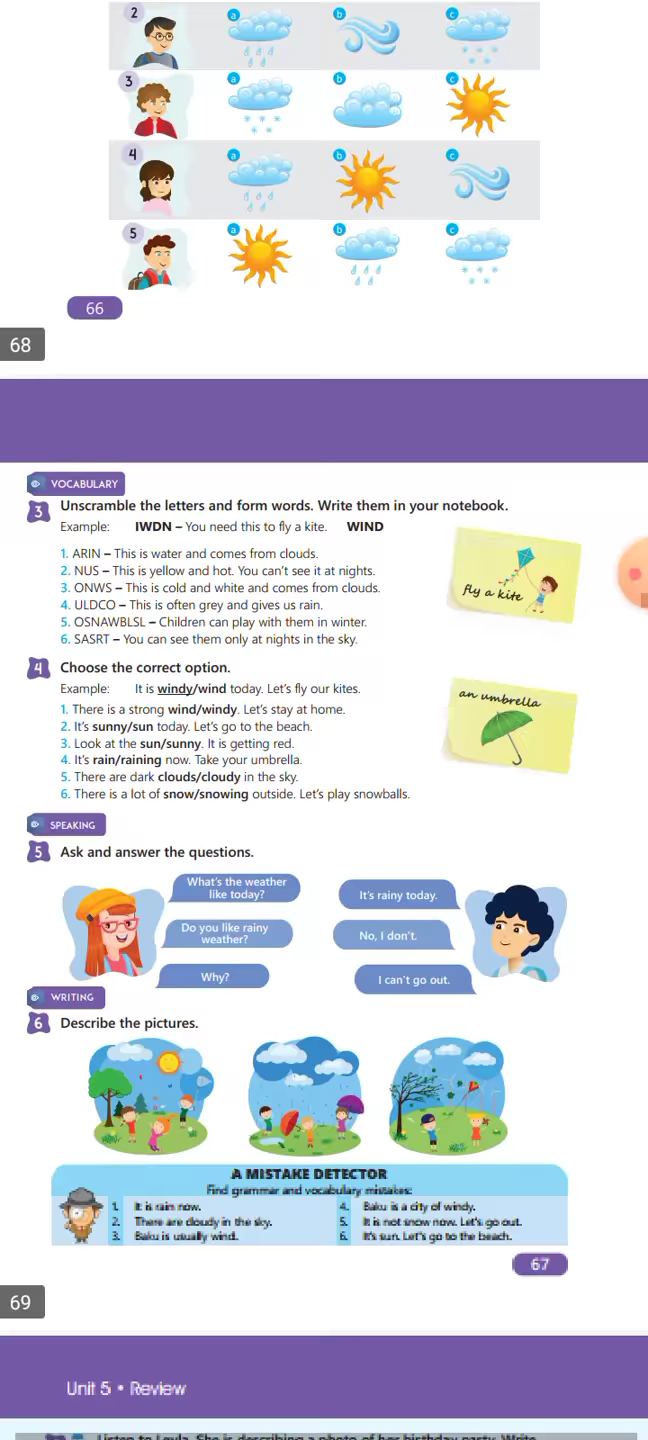 2
a
b
c
3
a
b
c
4
a
b
c
5
a
b
c
66
68
VOCABULARY
3 Unscramble the letters and form words. Write them in your notebook.
Example: IWDN – You need this to fly a kite. WIND
1. ARIN – This is water and comes from clouds.
2. NUS – This is yellow and hot. You can't see it at nights.
3. ONWS – This is cold and white and comes from clouds.
4. ULDCO – This is often grey and gives us rain.
5. OSNAWBLSL – Children can play with them in winter.
6. SASRT – You can see them only at nights in the sky.
fly a kite
4 Choose the correct option.
Example: It is windy/wind today. Let's fly our kites.
1. There is a strong wind/windy. Let's stay at home.
2. It's sunny/sun today. Let's go to the beach.
3. Look at the sun/sunny. It is getting red.
4. It's rain/raining now. Take your umbrella.
5. There are dark clouds/cloudy in the sky.
6. There is a lot of snow/snowing outside. Let's play snowballs.
an umbrella
SPEAKING
5 Ask and answer the questions.
What's the weather
like today?
It's rainy today.
Do you like rainy
weather?
No, I don't.
Why?
I can't go out.
WRITING
6 Describe the pictures.
A MISTAKE DETECTOR
Find grammar and vocabulary mistakes:
1. It is rain now.
2. There are cloudy in the sky.
3. Baku is usually wind.
4. Baku is a city of windy.
5. It is not snow now. Let's go out.
6. It's sun. Let's go to the beach.
67
69
Unit 5 • Review
Listen to Leyla. She is describing a photo of her birthday party. Write